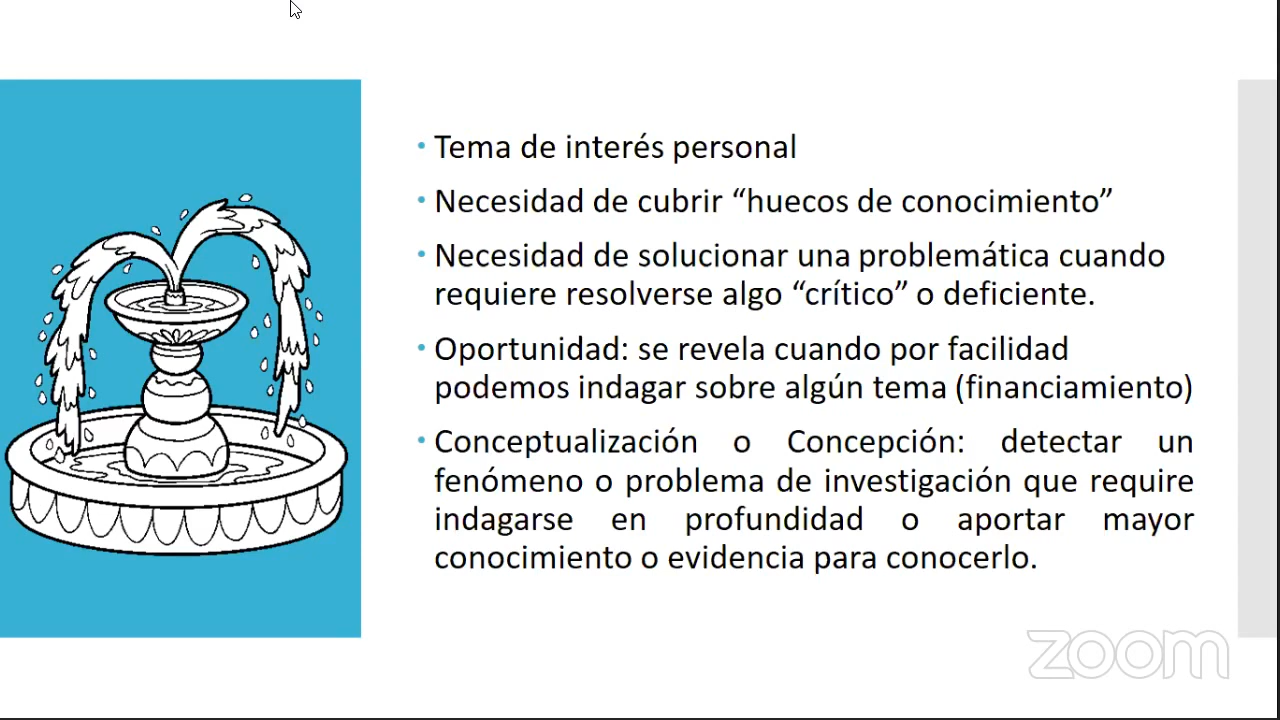 • Tema de interés personal
• Necesidad de cubrir “huecos de conocimiento”
• Necesidad de solucionar una problemática cuando
requiere resolverse algo “crítico” o deficiente.
• Oportunidad: se revela cuando por facilidad
podemos indagar sobre algún tema (financiamiento)
• Conceptualización o Concepción: detectar un
fenómeno o problema de investigación que require
indagarse en profundidad o aportar mayor
conocimiento o evidencia para conocerlo.
zoom